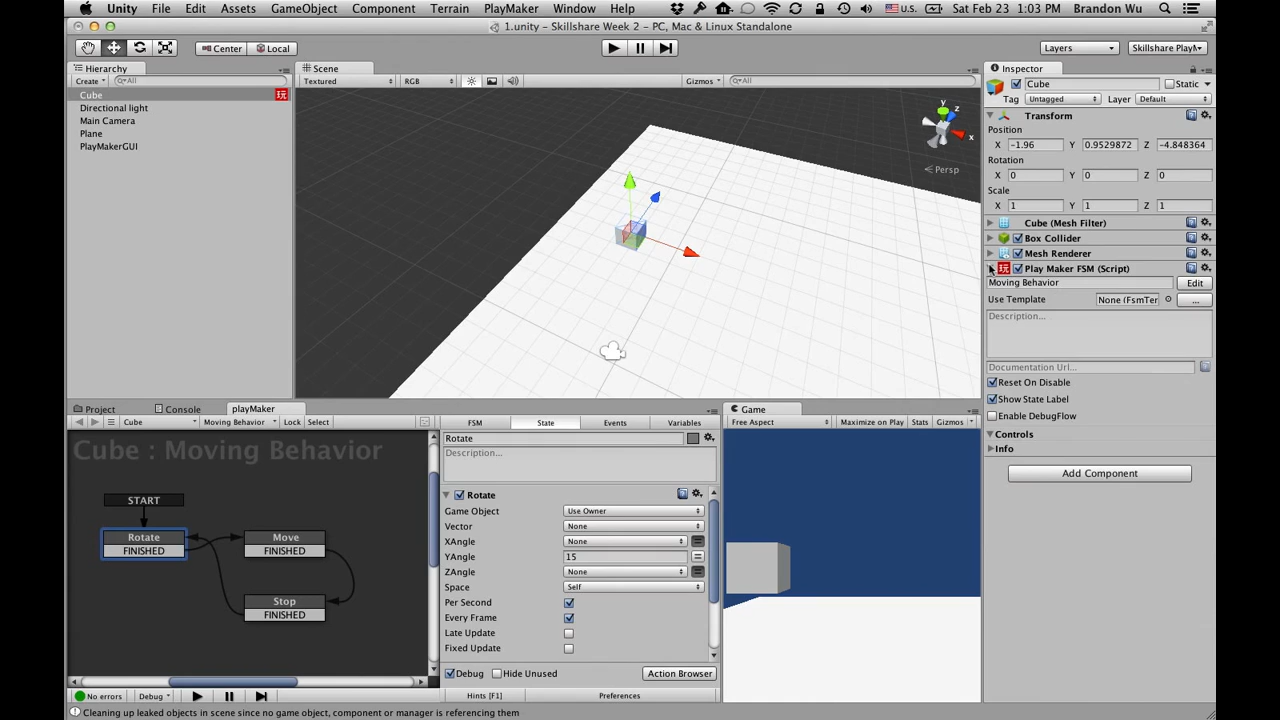 Unity File Edit Assets GameObject Component Terrain PlayMaker Window Help U.S. Sat Feb 23 1:03 PM Brandon Wu
1.unity - Skillshare Week 2 - PC, Mac & Linux Standalone
Center Local Layers Skillshare PlayM
Hierarchy
Create All
Cube 玩
Directional light
Main Camera
Plane
PlayMakerGUI
Scene
Textured RGB Gizmos All
y z x
Persp
Inspector
Cube Static
Tag Untagged Layer Default
Transform
Position
X -1.96 Y 0.9529872 Z -4.848364
Rotation
X 0 Y 0 Z 0
Scale
X 1 Y 1 Z 1
Cube (Mesh Filter)
Box Collider
Mesh Renderer
玩 Play Maker FSM (Script)
Moving Behavior Edit
Use Template None (FsmTer ...
Description...
Documentation Url...
Reset On Disable
Show State Label
Enable DebugFlow
Controls
Info
Add Component
Project Console playMaker
Cube Moving Behavior Lock Select
Cube : Moving Behavior
START
Rotate
FINISHED
Move
FINISHED
Stop
FINISHED
No errors Debug
FSM State Events Variables
Rotate
Description...
Rotate
Game Object Use Owner
Vector None
XAngle None
YAngle 15
ZAngle None
Space Self
Per Second
Every Frame
Late Update
Fixed Update
Debug Hide Unused Action Browser
Hints [F1] Preferences
Game
Free Aspect Maximize on Play Stats Gizmos
Cleaning up leaked objects in scene since no game object, component or manager is referencing them